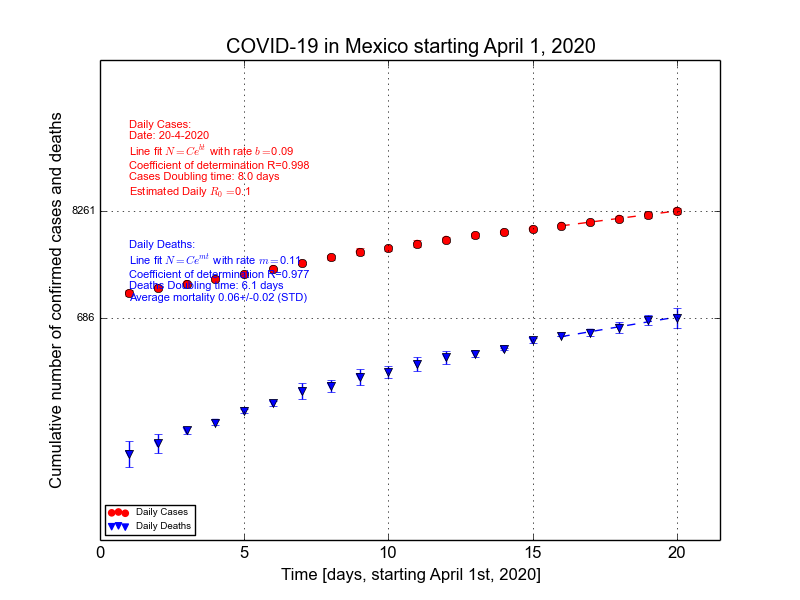 COVID-19 in Mexico starting April 1, 2020
Daily Cases:
Date: 20-4-2020
Line fit N = Ce^{bt} with rate b = 0.09
Coefficient of determination R=0.998
Cases Doubling time: 8.0 days
Estimated Daily R_0 = 0.1
8261
Daily Deaths:
Line fit N = Ce^{mt} with rate m = 0.11
Coefficient of determination R=0.977
Deaths Doubling time: 6.1 days
Average mortality 0.06+/-0.02 (STD)
686
Cumulative number of confirmed cases and deaths
Daily Cases
Daily Deaths
0 5 10 15 20
Time [days, starting April 1st, 2020]